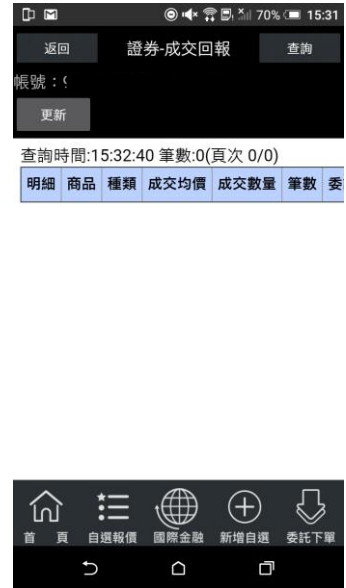 70% 15:31
返回 證券-成交回報 查詢
帳號：
更新
查詢時間:15:32:40 筆數:0(頁次 0/0)
明細 商品 種類 成交均價 成交數量 筆數 委
首 頁 自選報價 國際金融 新增自選 委託下單